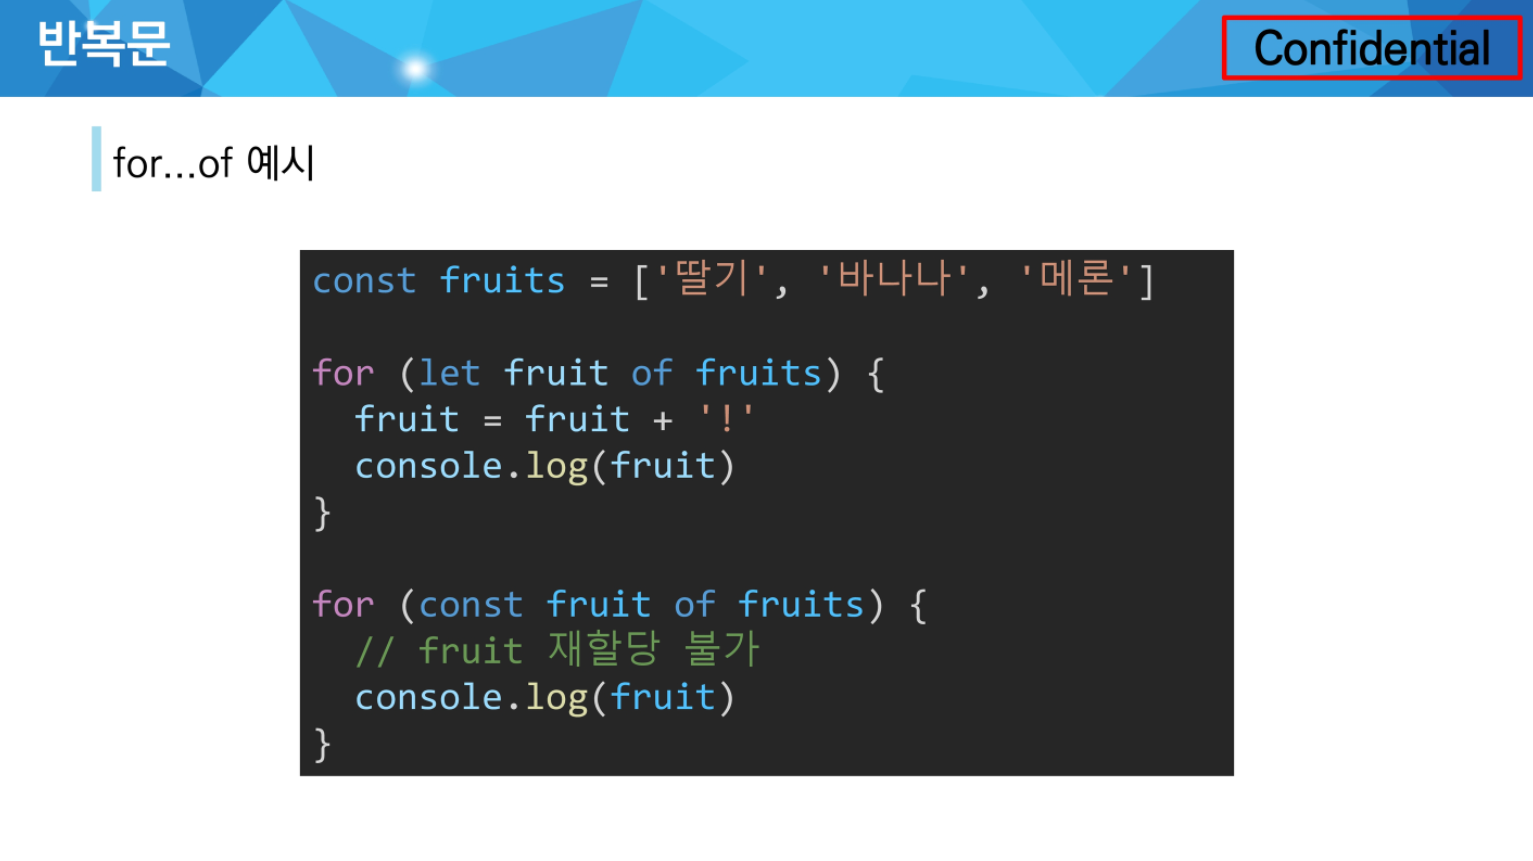 반복문
Confidential
for...of 예시
const fruits = ['딸기', '바나나', '메론']
for (let fruit of fruits) {
  fruit = fruit + '!'
  console.log(fruit)
}
for (const fruit of fruits) {
  // fruit 재할당 불가
  console.log(fruit)
}